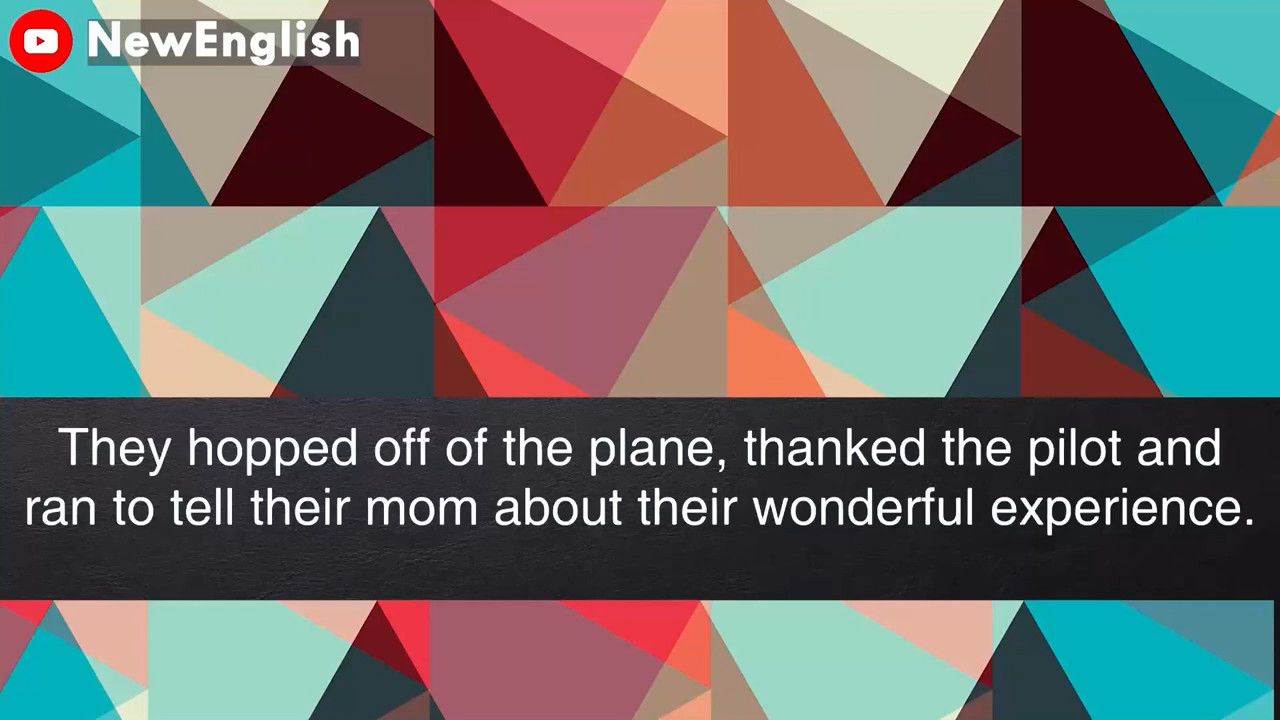 NewEnglish
They hopped off of the plane, thanked the pilot and
ran to tell their mom about their wonderful experience.